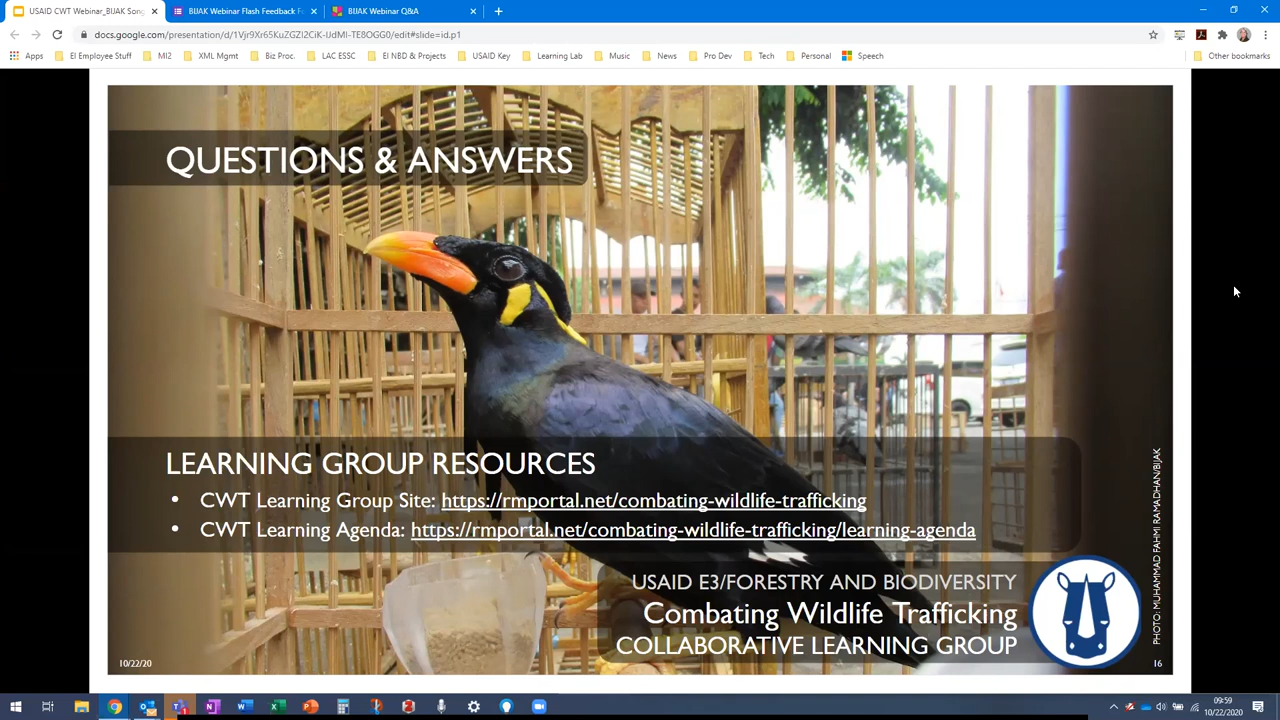 USAID CWT Webinar_BIJAK Song
BIJAK Webinar Flash Feedback F
BIJAK Webinar Q&A
docs.google.com/presentation/d/1Vjr9Xr65KuZGZl2CiK-IJdMI-TE8OGG0/edit#slide=id.p1
Apps
EI Employee Stuff
MI2
XML Mgmt
Biz Proc.
LAC ESSC
EI NBD & Projects
USAID Key
Learning Lab
Music
News
Pro Dev
Tech
Personal
Speech
Other bookmarks
QUESTIONS & ANSWERS
LEARNING GROUP RESOURCES
• CWT Learning Group Site: https://rmportal.net/combating-wildlife-trafficking
• CWT Learning Agenda: https://rmportal.net/combating-wildlife-trafficking/learning-agenda
USAID E3/FORESTRY AND BIODIVERSITY
Combating Wildlife Trafficking
COLLABORATIVE LEARNING GROUP
PHOTO: MUHAMMAD FAHMI RAMADHAN/BIJAK
10/22/20
16
09:59
10/22/2020